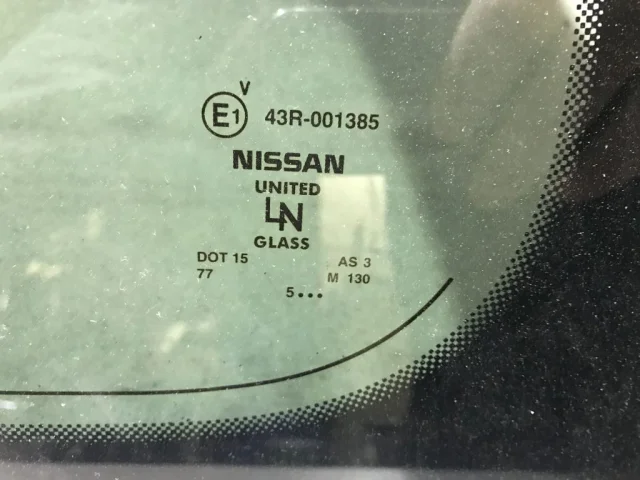 V
E1 43R-001385
NISSAN
UNITED
LN
GLASS
DOT 15 AS 3
77 M 130
5...